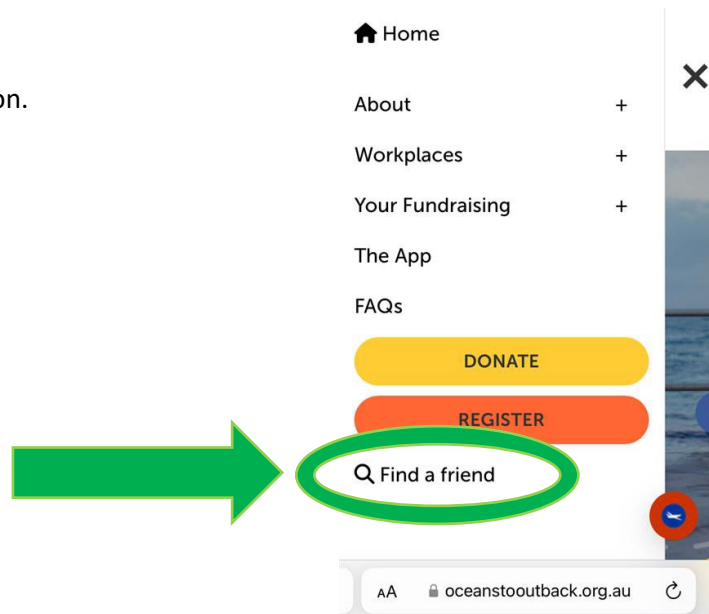 Home
on.
About +
Workplaces +
Your Fundraising +
The App
FAQs
DONATE
REGISTER
Find a friend
AA oceanstooutback.org.au